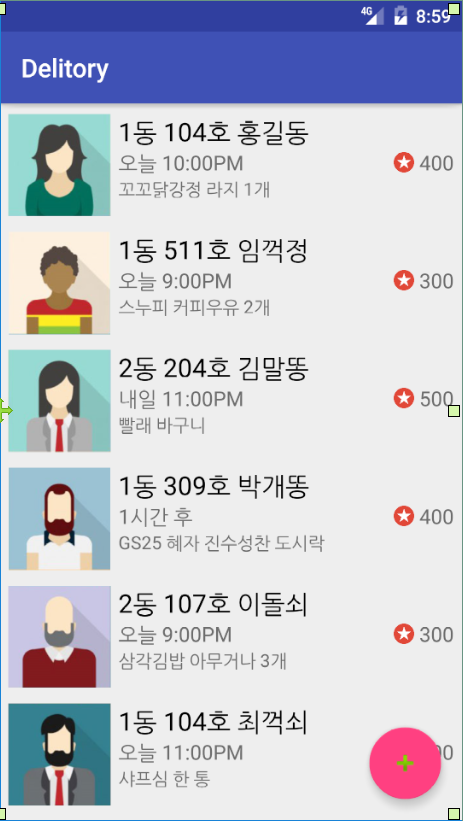 4G 8:59
Delitory
1동 104호 홍길동
오늘 10:00PM 400
꼬꼬닭강정 라지 1개
1동 511호 임꺽정
오늘 9:00PM 300
스누피 커피우유 2개
2동 204호 김말똥
내일 11:00PM 500
빨래 바구니
1동 309호 박개똥
1시간 후 400
GS25 혜자 진수성찬 도시락
2동 107호 이돌쇠
오늘 9:00PM 300
삼각김밥 아무거나 3개
1동 104호 최꺽쇠
오늘 11:00PM
샤프심 한 통